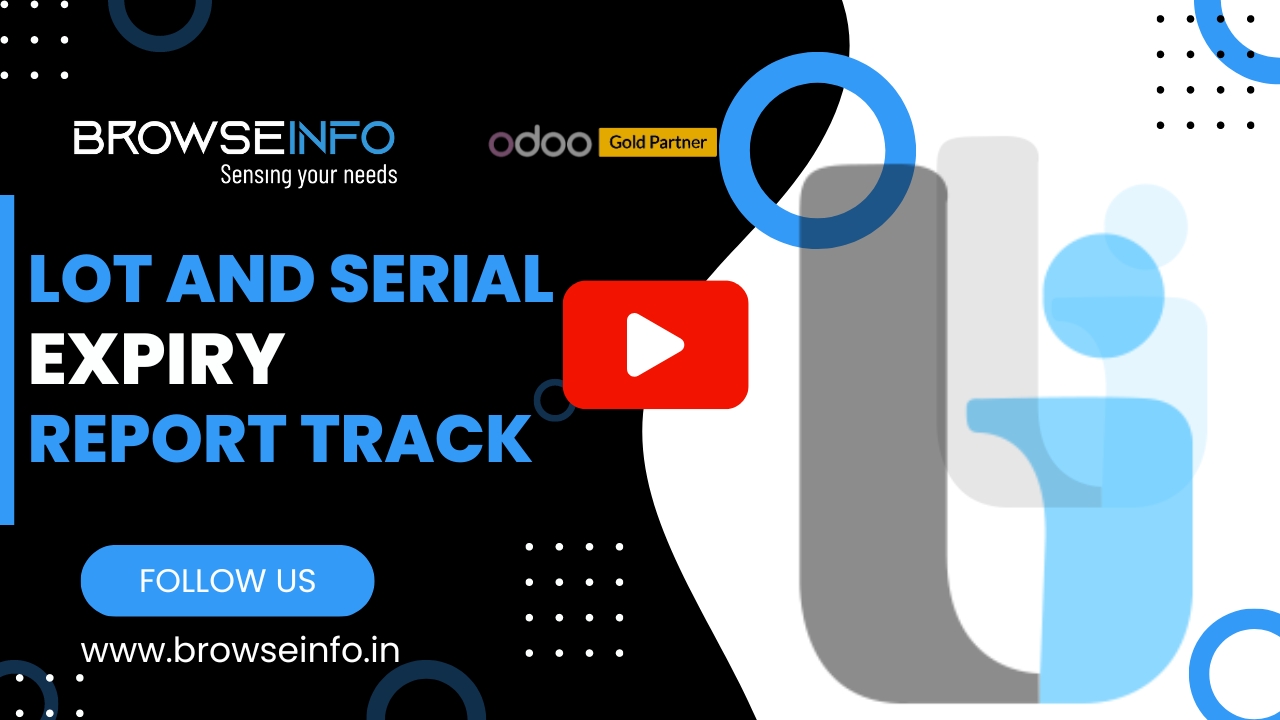 BROWSEINFO
Sensing your needs
odoo Gold Partner
LOT AND SERIAL
EXPIRY
REPORT TRACK
FOLLOW US
www.browseinfo.in